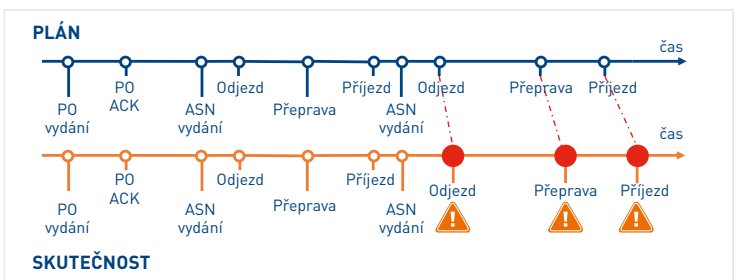 PLÁN
čas
PO
vydání
PO
ACK
ASN
vydání
Odjezd
Přeprava
Příjezd
ASN
vydání
Odjezd
Přeprava
Příjezd
čas
PO
vydání
PO
ACK
ASN
vydání
Odjezd
Přeprava
Příjezd
ASN
vydání
Odjezd
Přeprava
Příjezd
!
!
!
SKUTEČNOST